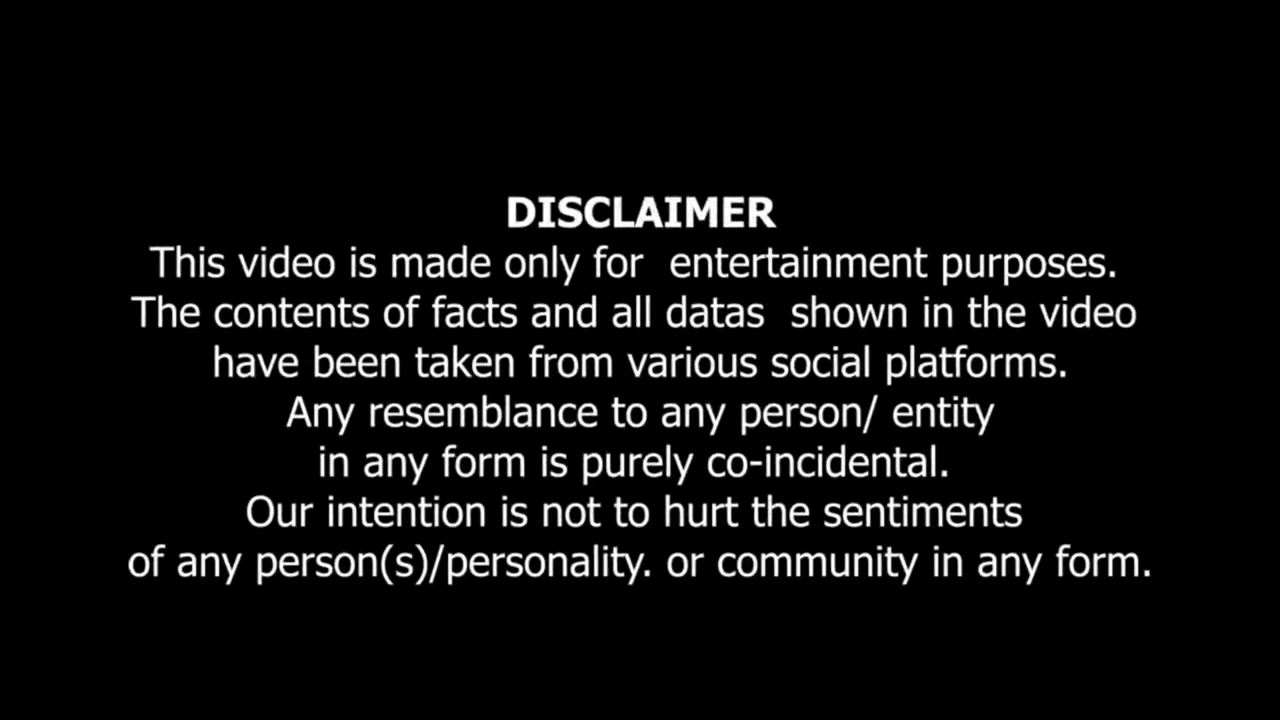 DISCLAIMER
This video is made only for  entertainment purposes.
The contents of facts and all datas  shown in the video
have been taken from various social platforms.
Any resemblance to any person/ entity
in any form is purely co-incidental.
Our intention is not to hurt the sentiments
of any person(s)/personality. or community in any form.